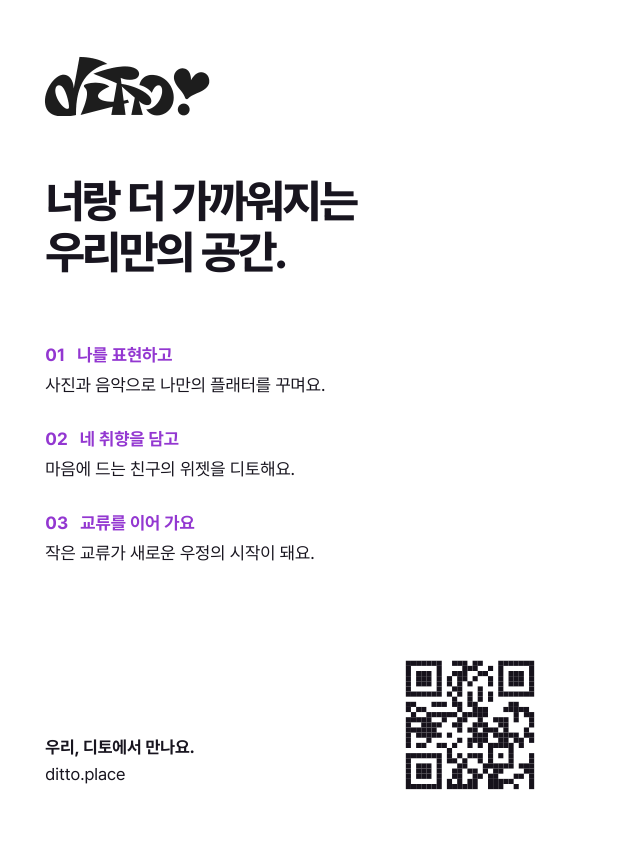 DITTO!
너랑 더 가까워지는
우리만의 공간.
01 나를 표현하고
사진과 음악으로 나만의 플래터를 꾸며요.
02 네 취향을 담고
마음에 드는 친구의 위젯을 디토해요.
03 교류를 이어 가요
작은 교류가 새로운 우정의 시작이 돼요.
우리, 디토에서 만나요.
ditto.place